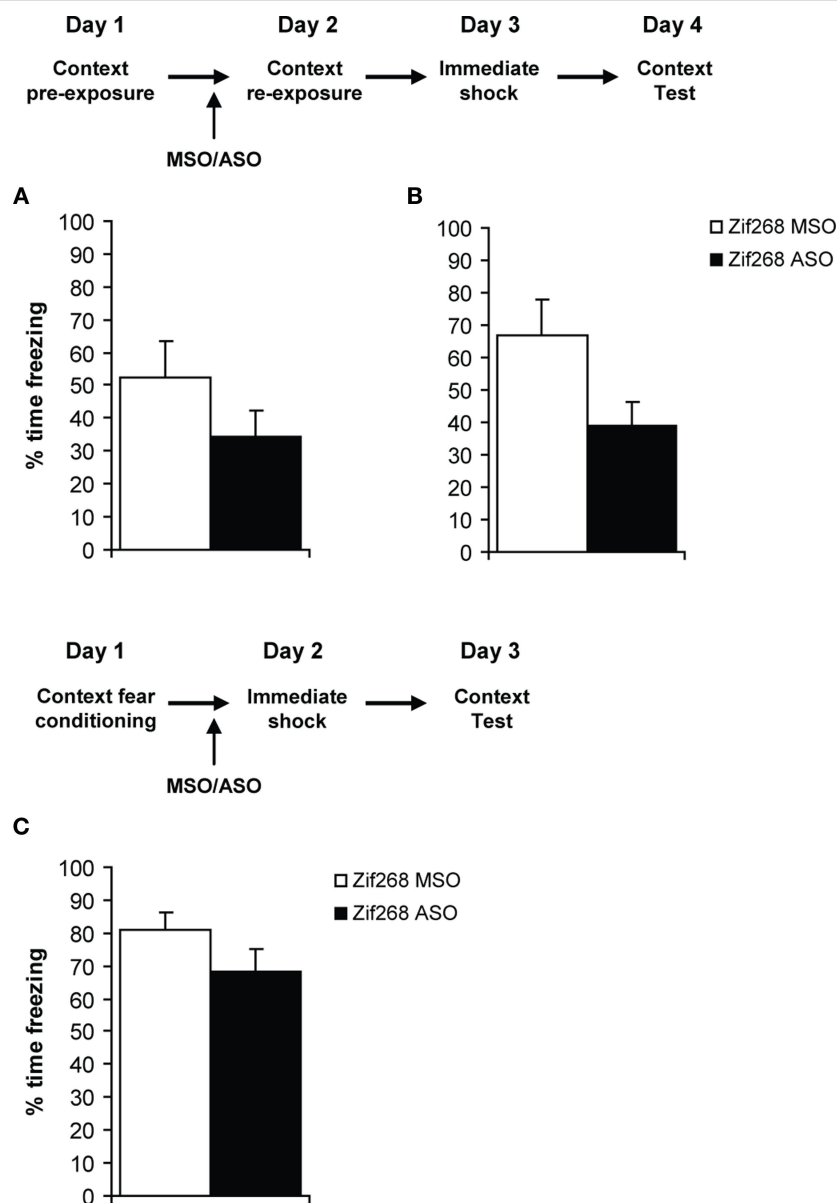 Day 1 Day 2 Day 3 Day 4
Context Context Immediate Context
pre-exposure re-exposure shock Test
MSO/ASO
A B
100
90
80
70
60
50
40
30
20
10
0
% time freezing
100
90
80
70
60
50
40
30
20
10
0
Zif268 MSO
Zif268 ASO
Day 1 Day 2 Day 3
Context fear Immediate Context
conditioning shock Test
MSO/ASO
C
100
90
80
70
60
50
40
30
20
10
0
% time freezing
Zif268 MSO
Zif268 ASO